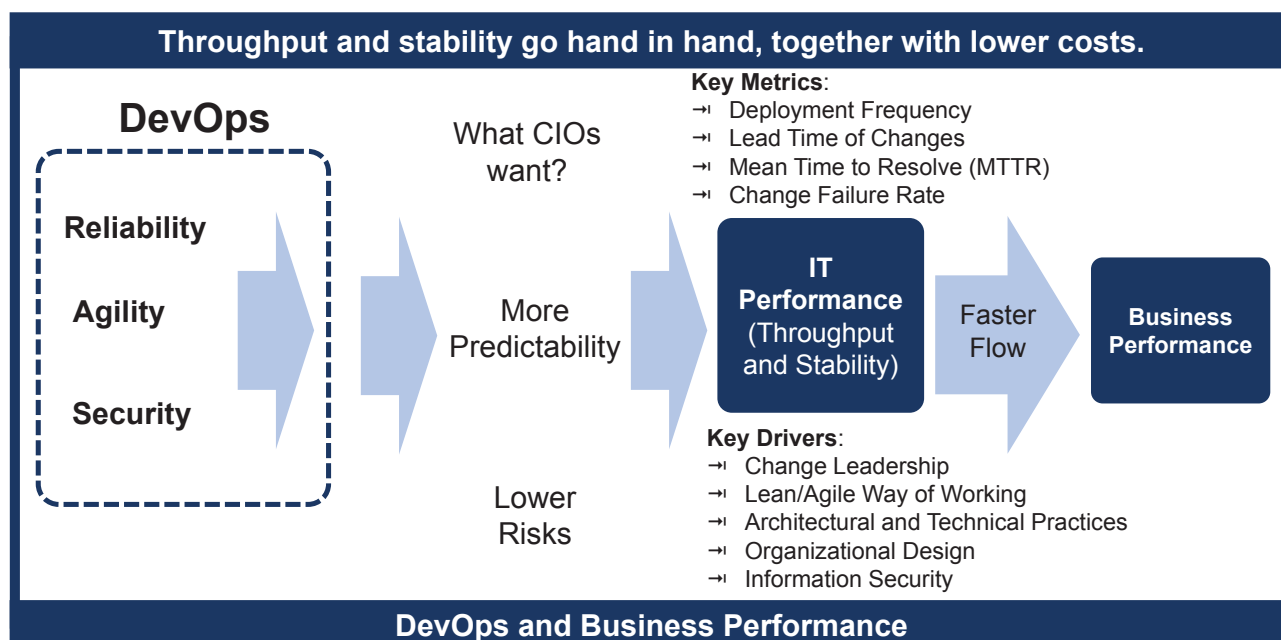 Throughput and stability go hand in hand, together with lower costs.
DevOps
Reliability
Agility
Security
What CIOs
want?
More
Predictability
Lower
Risks
Key Metrics:
Deployment Frequency
Lead Time of Changes
Mean Time to Resolve (MTTR)
Change Failure Rate
IT
Performance
(Throughput
and Stability)
Key Drivers:
Change Leadership
Lean/Agile Way of Working
Architectural and Technical Practices
Organizational Design
Information Security
Faster
Flow
Business
Performance
DevOps and Business Performance